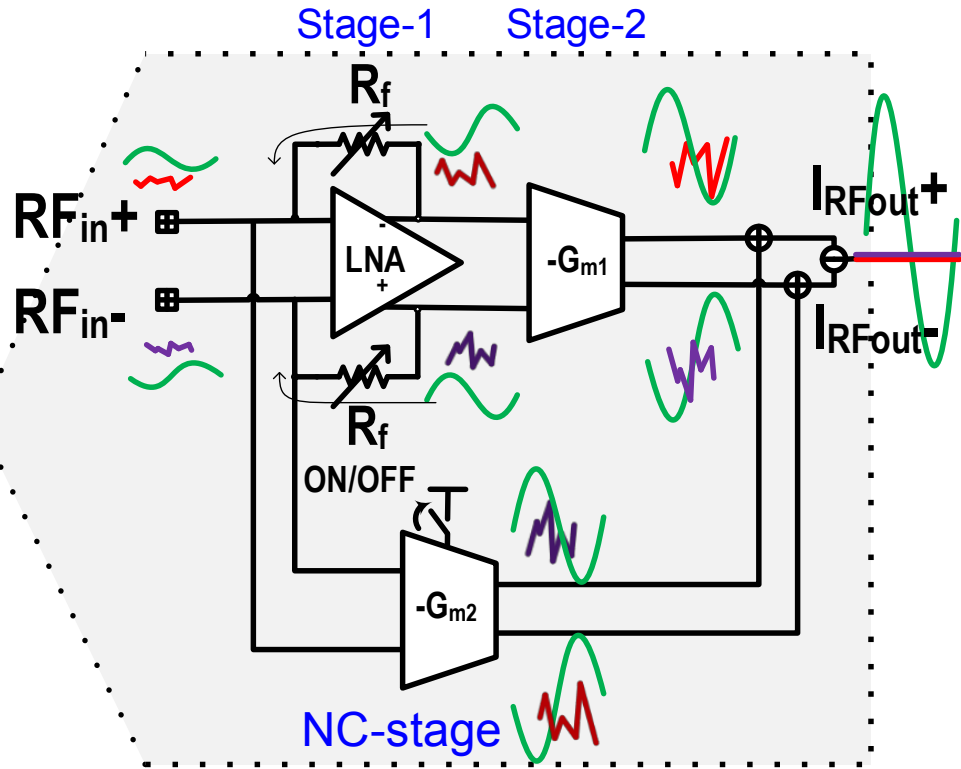 Stage-1 Stage-2
Rf
RFin+
IRFout+
LNA
-
+
-Gm1
RFin-
IRFout-
Rf
ON/OFF
-Gm2
NC-stage